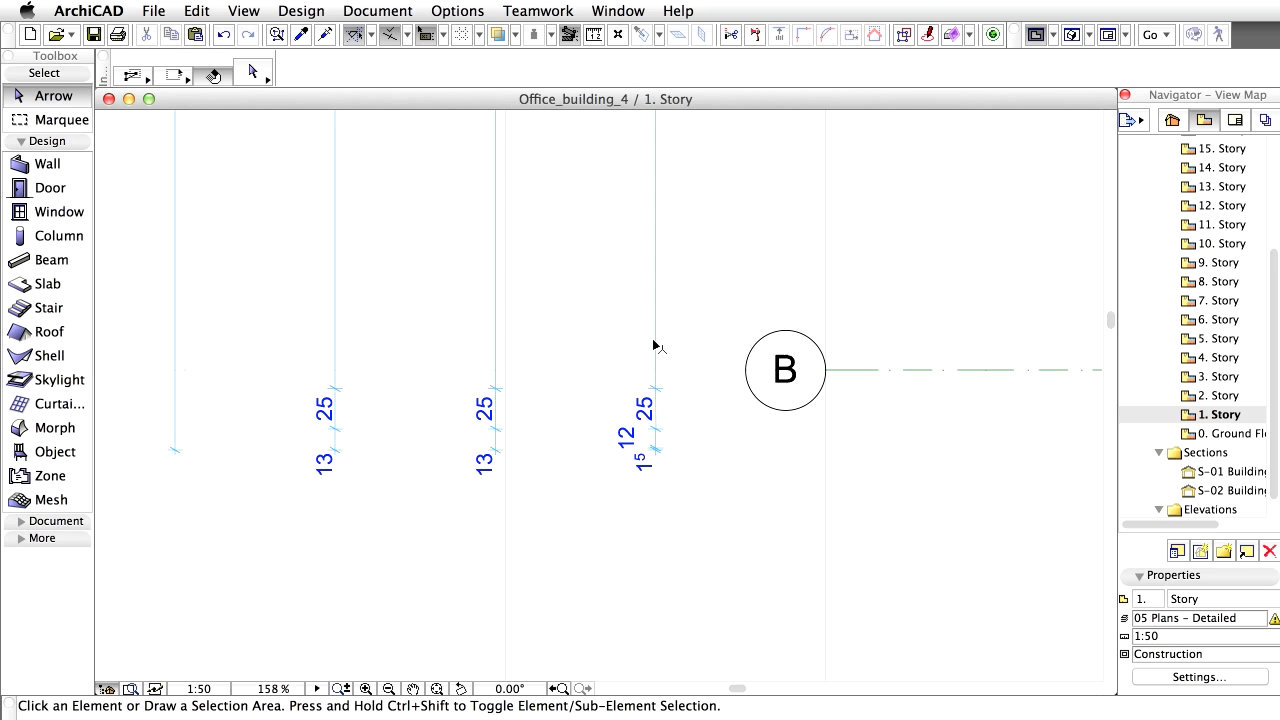 ArchiCAD File Edit View Design Document Options Teamwork Window Help
Go
Toolbox
Select
Arrow
Marquee
Design
Wall
Door
Window
Column
Beam
Slab
Stair
Roof
Shell
Skylight
Curtai...
Morph
Object
Zone
Mesh
Document
More
Office_building_4 / 1. Story
25
13
25
13
25
12
1⁵
B
Navigator - View Map
15. Story
14. Story
13. Story
12. Story
11. Story
10. Story
9. Story
8. Story
7. Story
6. Story
5. Story
4. Story
3. Story
2. Story
1. Story
0. Ground Fl
Sections
S-01 Building
S-02 Building
Elevations
Properties
1. Story
05 Plans - Detailed
1:50
Construction
Settings...
1:50 158 % 0.00°
Click an Element or Draw a Selection Area. Press and Hold Ctrl+Shift to Toggle Element/Sub-Element Selection.